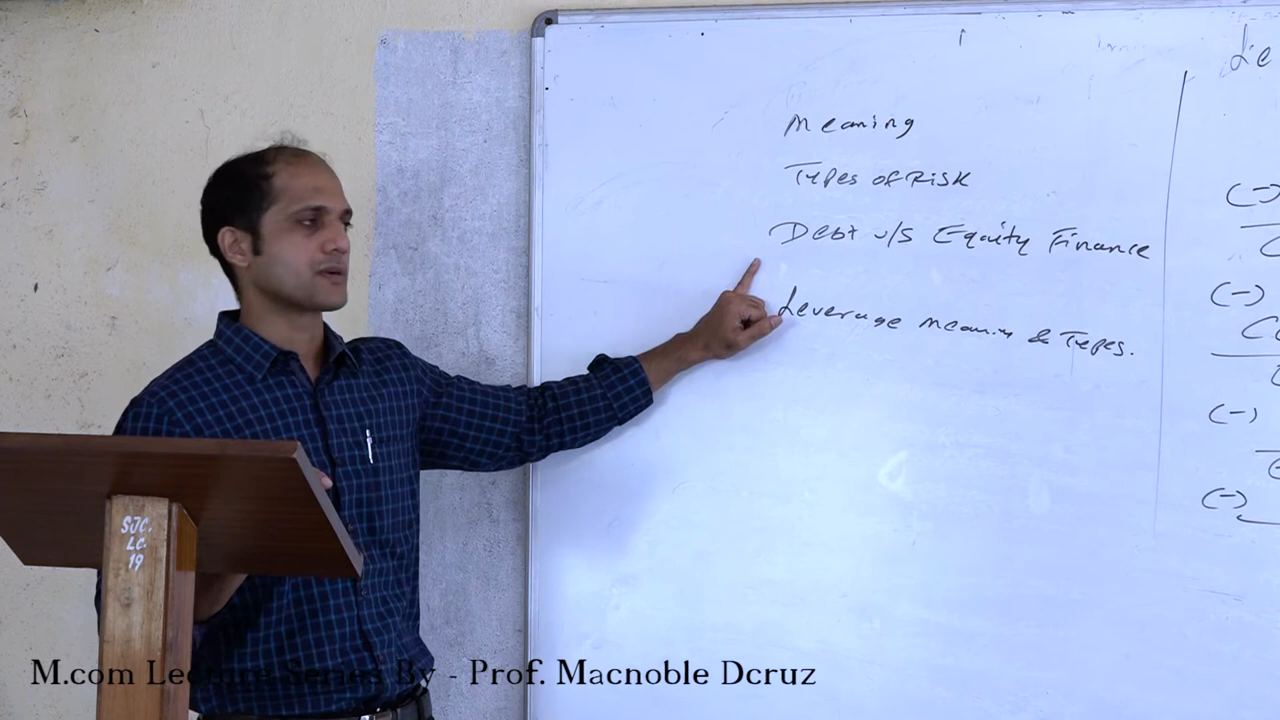 Le
Meaning
Types of Risk
Debt v/s Equity Finance
Leverage meaning & Types.
(-)
(-)
(-)
(-)
SJC.
LC.
19
M.com Lecture Series By - Prof. Macnoble Dcruz